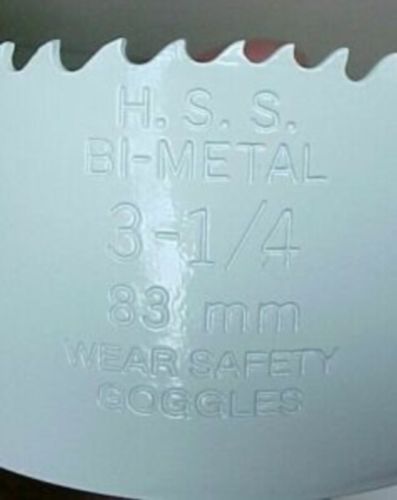 H. S. S.
BI-METAL
3-1/4
83 mm
WEAR SAFETY
GOGGLES